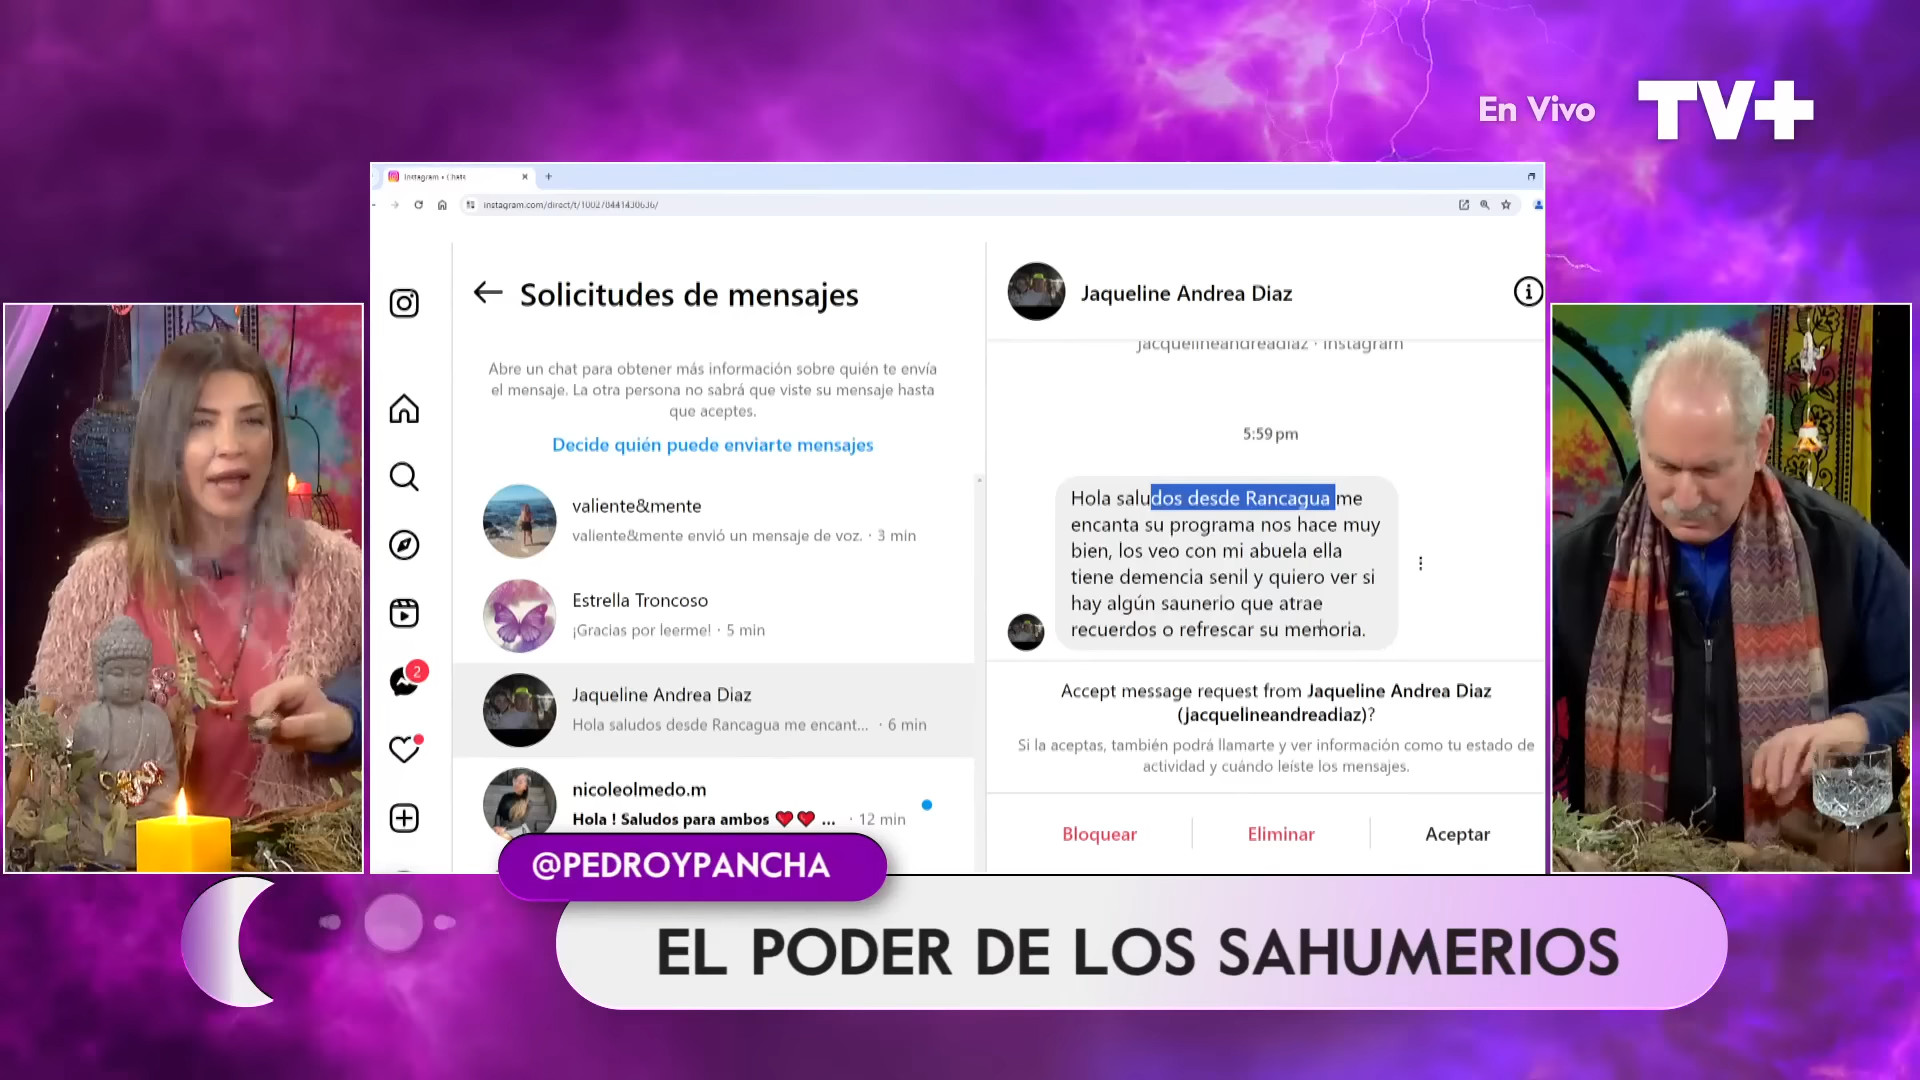 En Vivo TV+
Instagram • Chats
instagram.com/direct/t/100270441430636/
Solicitudes de mensajes
Abre un chat para obtener más información sobre quién te envía
el mensaje. La otra persona no sabrá que viste su mensaje hasta
que aceptes.
Decide quién puede enviarte mensajes
valiente&mente
valiente&mente envió un mensaje de voz. · 3 min
Estrella Troncoso
¡Gracias por leerme! · 5 min
2
Jaqueline Andrea Diaz
Hola saludos desde Rancagua me encant... · 6 min
nicoleolmedo.m
Hola ! Saludos para ambos ❤️❤️ ... · 12 min
Jaqueline Andrea Diaz
jacquelineandreadiaz · Instagram
5:59 pm
Hola saludos desde Rancagua me
encanta su programa nos hace muy
bien, los veo con mi abuela ella
tiene demencia senil y quiero ver si
hay algún saunerio que atrae
recuerdos o refrescar su memoria.
Accept message request from Jaqueline Andrea Diaz
(jacquelineandreadiaz)?
Si la aceptas, también podrá llamarte y ver información como tu estado de
actividad y cuándo leíste los mensajes.
Bloquear Eliminar Aceptar
@PEDROYPANCHA
EL PODER DE LOS SAHUMERIOS